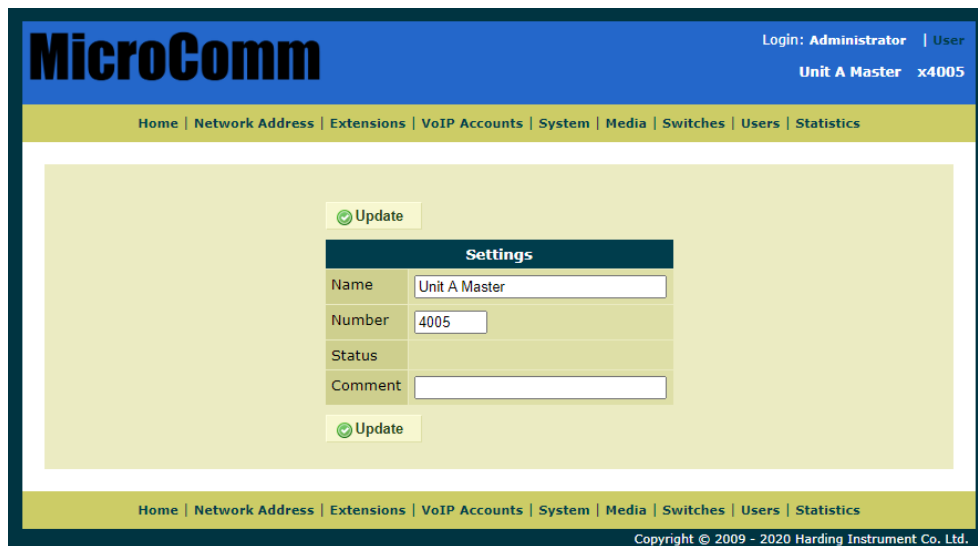 MicroComm
Login: Administrator | User
Unit A Master x4005
Home | Network Address | Extensions | VoIP Accounts | System | Media | Switches | Users | Statistics
Update
Settings
Name Unit A Master
Number 4005
Status
Comment
Update
Home | Network Address | Extensions | VoIP Accounts | System | Media | Switches | Users | Statistics
Copyright © 2009 - 2020 Harding Instrument Co. Ltd.